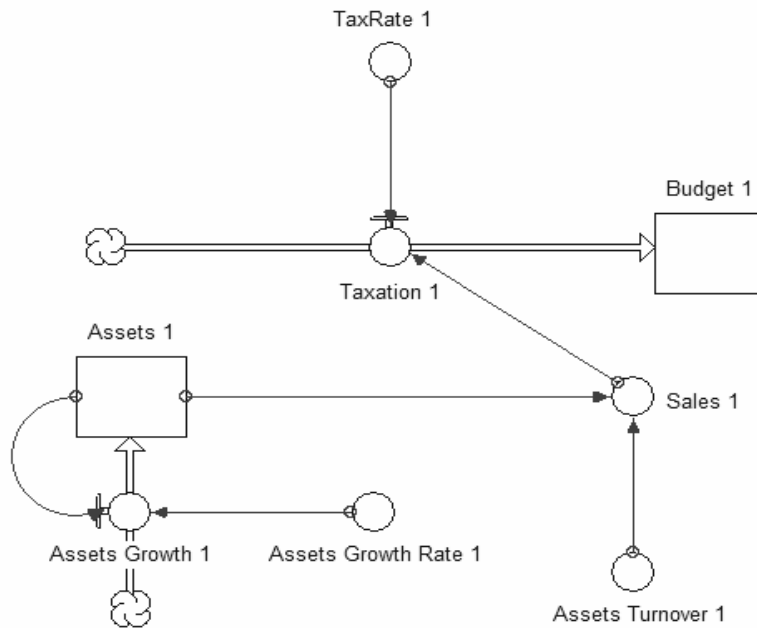 TaxRate 1
Budget 1
Taxation 1
Assets 1
Sales 1
Assets Growth 1
Assets Growth Rate 1
Assets Turnover 1